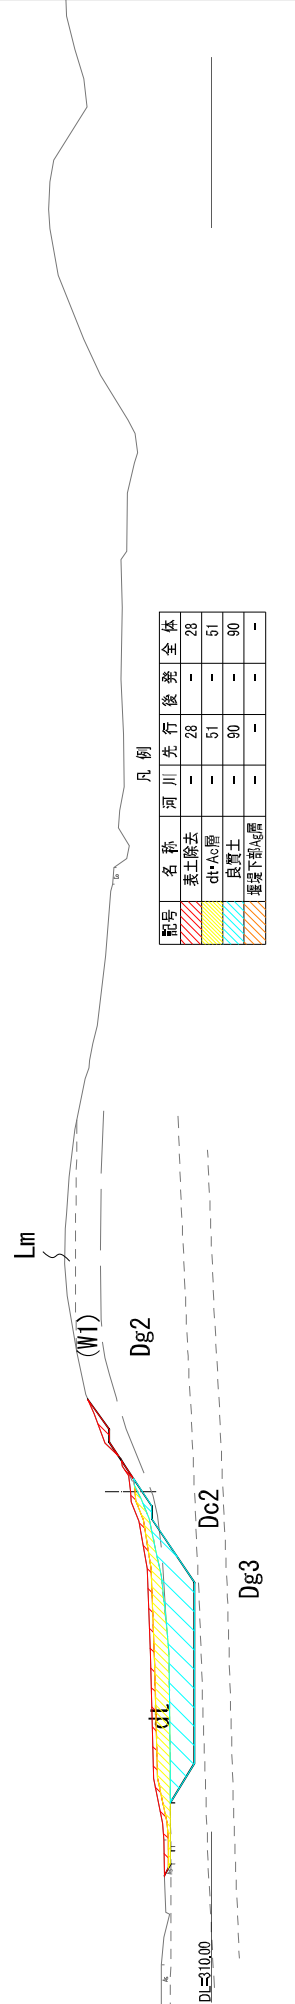 凡例
記号 名称 河川 先行 後発 全体
表土除去 - 28 - 28
dt・Ac層 - 51 - 51
良質土 - 90 - 90
堰堤下部Ag層 - - - -
Lm
(W1)
Dg2
dt
Dc2
Dg3
DL=310.00